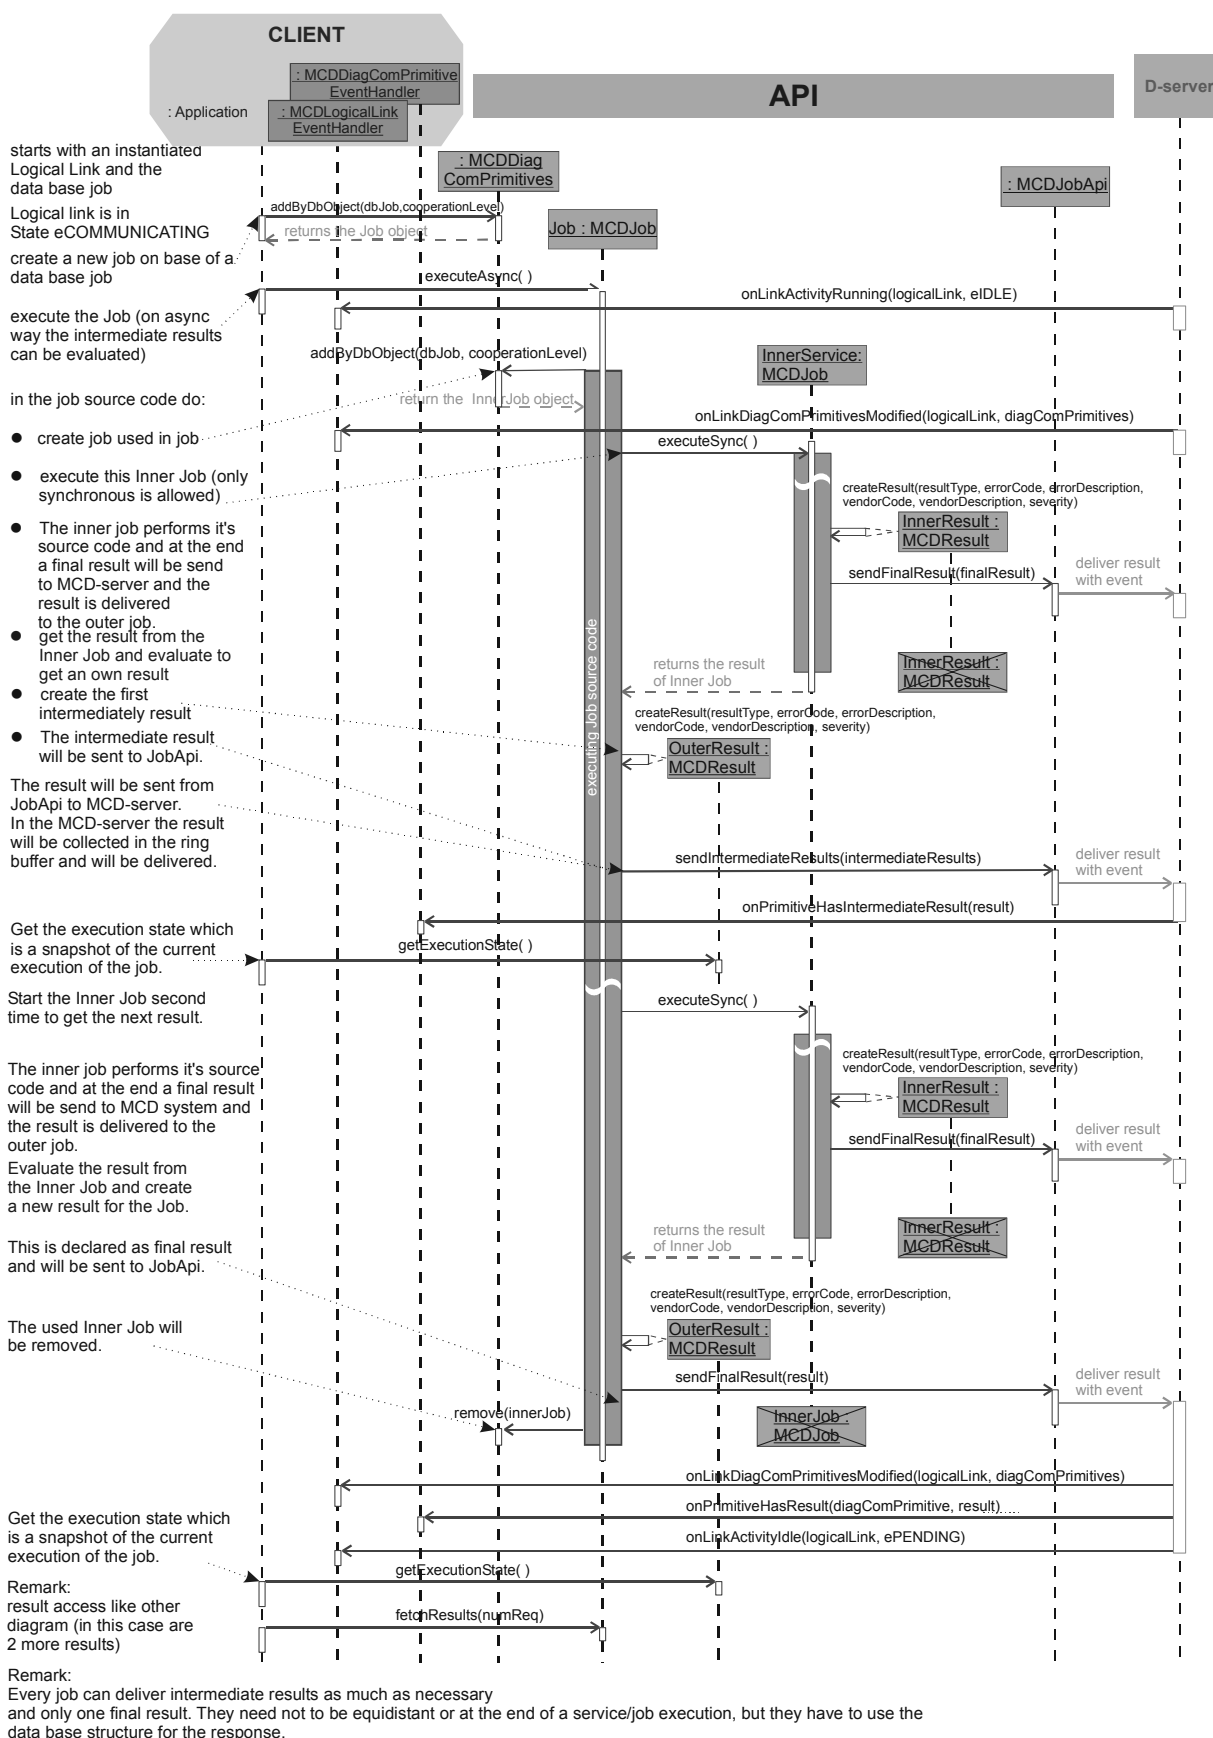 CLIENT
: MCDDiagComPrimitive
EventHandler
: Application
: MCDLogicalLink
EventHandler
API
D-server
starts with an instantiated
Logical Link and the
data base job
: MCDDiag
ComPrimitives
: MCDJobApi
Logical link is in
State eCOMMUNICATING
addByDbObject(dbJob,cooperationLevel)
returns the Job object
Job : MCDJob
create a new job on base of a
data base job
executeAsync( )
onLinkActivityRunning(logicalLink, eIDLE)
execute the Job (on async
way the intermediate results
can be evaluated)
addByDbObject(dbJob, cooperationLevel)
InnerService:
MCDJob
in the job source code do:
return the InnerJob object
onLinkDiagComPrimitivesModified(logicalLink, diagComPrimitives)
● create job used in job
executeSync( )
● execute this Inner Job (only
synchronous is allowed)
createResult(resultType, errorCode, errorDescription,
vendorCode, vendorDescription, severity)
InnerResult :
MCDResult
● The inner job performs it's
source code and at the end
a final result will be send
to MCD-server and the
result is delivered
to the outer job.
sendFinalResult(finalResult)
deliver result
with event
executing Job source code
● get the result from the
Inner Job and evaluate to
get an own result
returns the result
of Inner Job
InnerResult :
MCDResult
● create the first
intermediately result
createResult(resultType, errorCode, errorDescription,
vendorCode, vendorDescription, severity)
● The intermediate result
will be sent to JobApi.
OuterResult :
MCDResult
The result will be sent from
JobApi to MCD-server.
In the MCD-server the result
will be collected in the ring
buffer and will be delivered.
sendIntermediateResults(intermediateResults)
deliver result
with event
onPrimitiveHasIntermediateResult(result)
Get the execution state which
is a snapshot of the current
execution of the job.
getExecutionState( )
Start the Inner Job second
time to get the next result.
executeSync( )
createResult(resultType, errorCode, errorDescription,
vendorCode, vendorDescription, severity)
The inner job performs it's source
code and at the end a final result
will be send to MCD system and
the result is delivered to the
outer job.
InnerResult :
MCDResult
sendFinalResult(finalResult)
deliver result
with event
Evaluate the result from
the Inner Job and create
a new result for the Job.
returns the result
of Inner Job
InnerResult :
MCDResult
This is declared as final result
and will be sent to JobApi.
createResult(resultType, errorCode, errorDescription,
vendorCode, vendorDescription, severity)
The used Inner Job will
be removed.
OuterResult :
MCDResult
sendFinalResult(result)
deliver result
with event
remove(innerJob)
InnerJob :
MCDJob
onLinkDiagComPrimitivesModified(logicalLink, diagComPrimitives)
onPrimitiveHasResult(diagComPrimitive, result)
Get the execution state which
is a snapshot of the current
execution of the job.
onLinkActivityIdle(logicalLink, ePENDING)
getExecutionState( )
Remark:
result access like other
diagram (in this case are
2 more results)
fetchResults(numReq)
Remark:
Every job can deliver intermediate results as much as necessary
and only one final result. They need not to be equidistant or at the end of a service/job execution, but they have to use the
data base structure for the response.